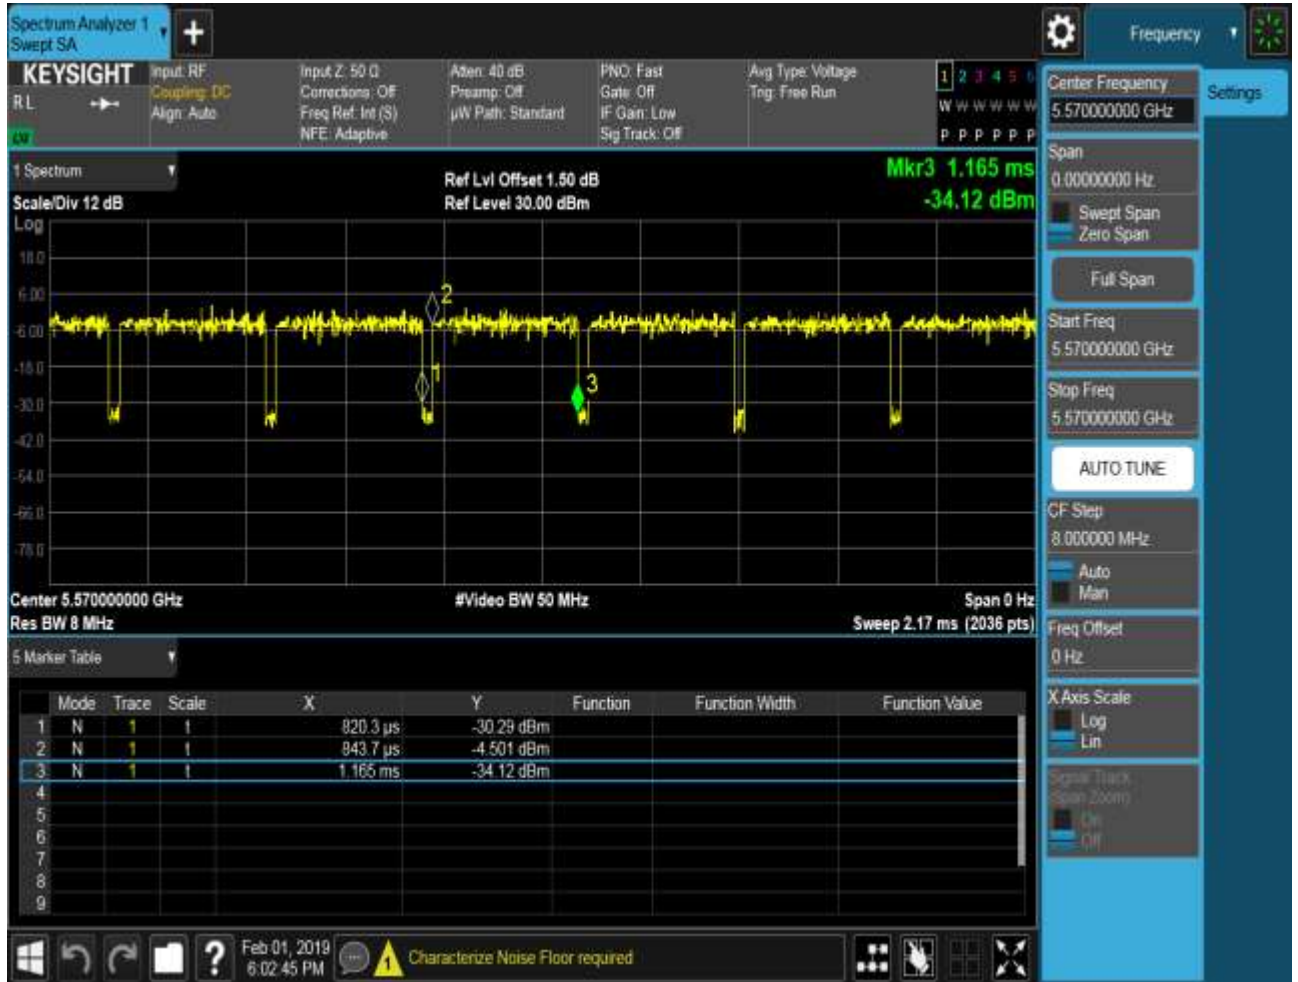 Spectrum Analyzer 1
Swept SA
Frequency
KEYSIGHT
R L
Input: RF
Coupling: DC
Align: Auto
Input Z: 50 Ω
Corrections: Off
Freq Ref: Int (S)
NFE: Adaptive
Atten: 40 dB
Preamp: Off
µW Path: Standard
PNO: Fast
Gate: Off
IF Gain: Low
Sig Track: Off
Avg Type: Voltage
Trig: Free Run
1 2 3 4 5 6
W W W W W W
P P P P P P
1 Spectrum
Scale/Div 12 dB
Ref Lvl Offset 1.50 dB
Ref Level 30.00 dBm
Mkr3 1.165 ms
-34.12 dBm
Log
18.0
6.00
-6.00
-18.0
-30.0
-42.0
-54.0
-66.0
-78.0
2
1
3
Center 5.570000000 GHz
#Video BW 50 MHz
Span 0 Hz
Res BW 8 MHz
Sweep 2.17 ms (2036 pts)
5 Marker Table
Mode Trace Scale X Y Function Function Width Function Value
1 N 1 t 820.3 µs -30.29 dBm
2 N 1 t 843.7 µs -4.501 dBm
3 N 1 t 1.165 ms -34.12 dBm
4
5
6
7
8
9
Feb 01, 2019
6:02:45 PM
1
Characterize Noise Floor required
Center Frequency
5.570000000 GHz
Settings
Span
0.00000000 Hz
Swept Span
Zero Span
Full Span
Start Freq
5.570000000 GHz
Stop Freq
5.570000000 GHz
AUTO TUNE
CF Step
8.000000 MHz
Auto
Man
Freq Offset
0 Hz
X Axis Scale
Log
Lin
Signal Track
(Span Zoom)
On
Off